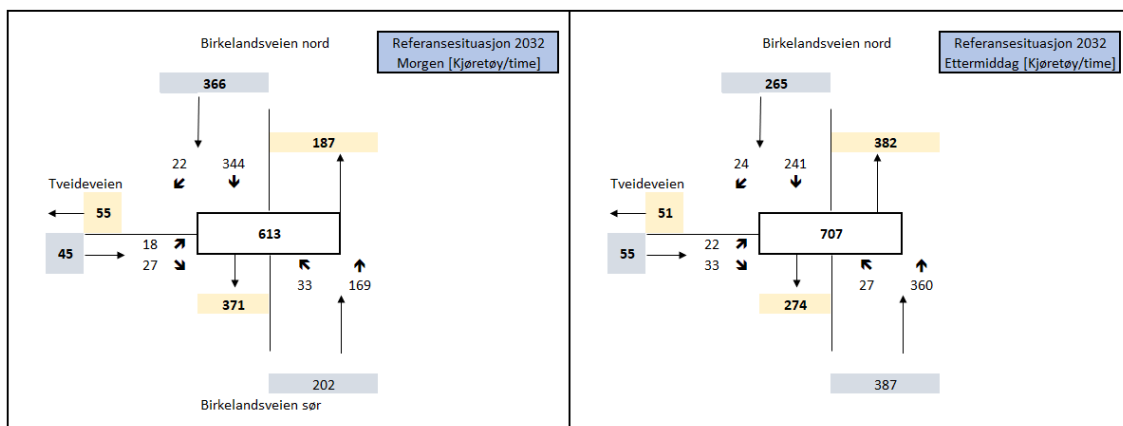 Birkelandsveien nord
Referansesituasjon 2032
Morgen [Kjøretøy/time]
366
187
22 344
Tveideveien
55
613
45
18
27
33 169
371
202
Birkelandsveien sør
Birkelandsveien nord
Referansesituasjon 2032
Ettermiddag [Kjøretøy/time]
265
382
24 241
Tveideveien
51
707
55
22
33
27 360
274
387